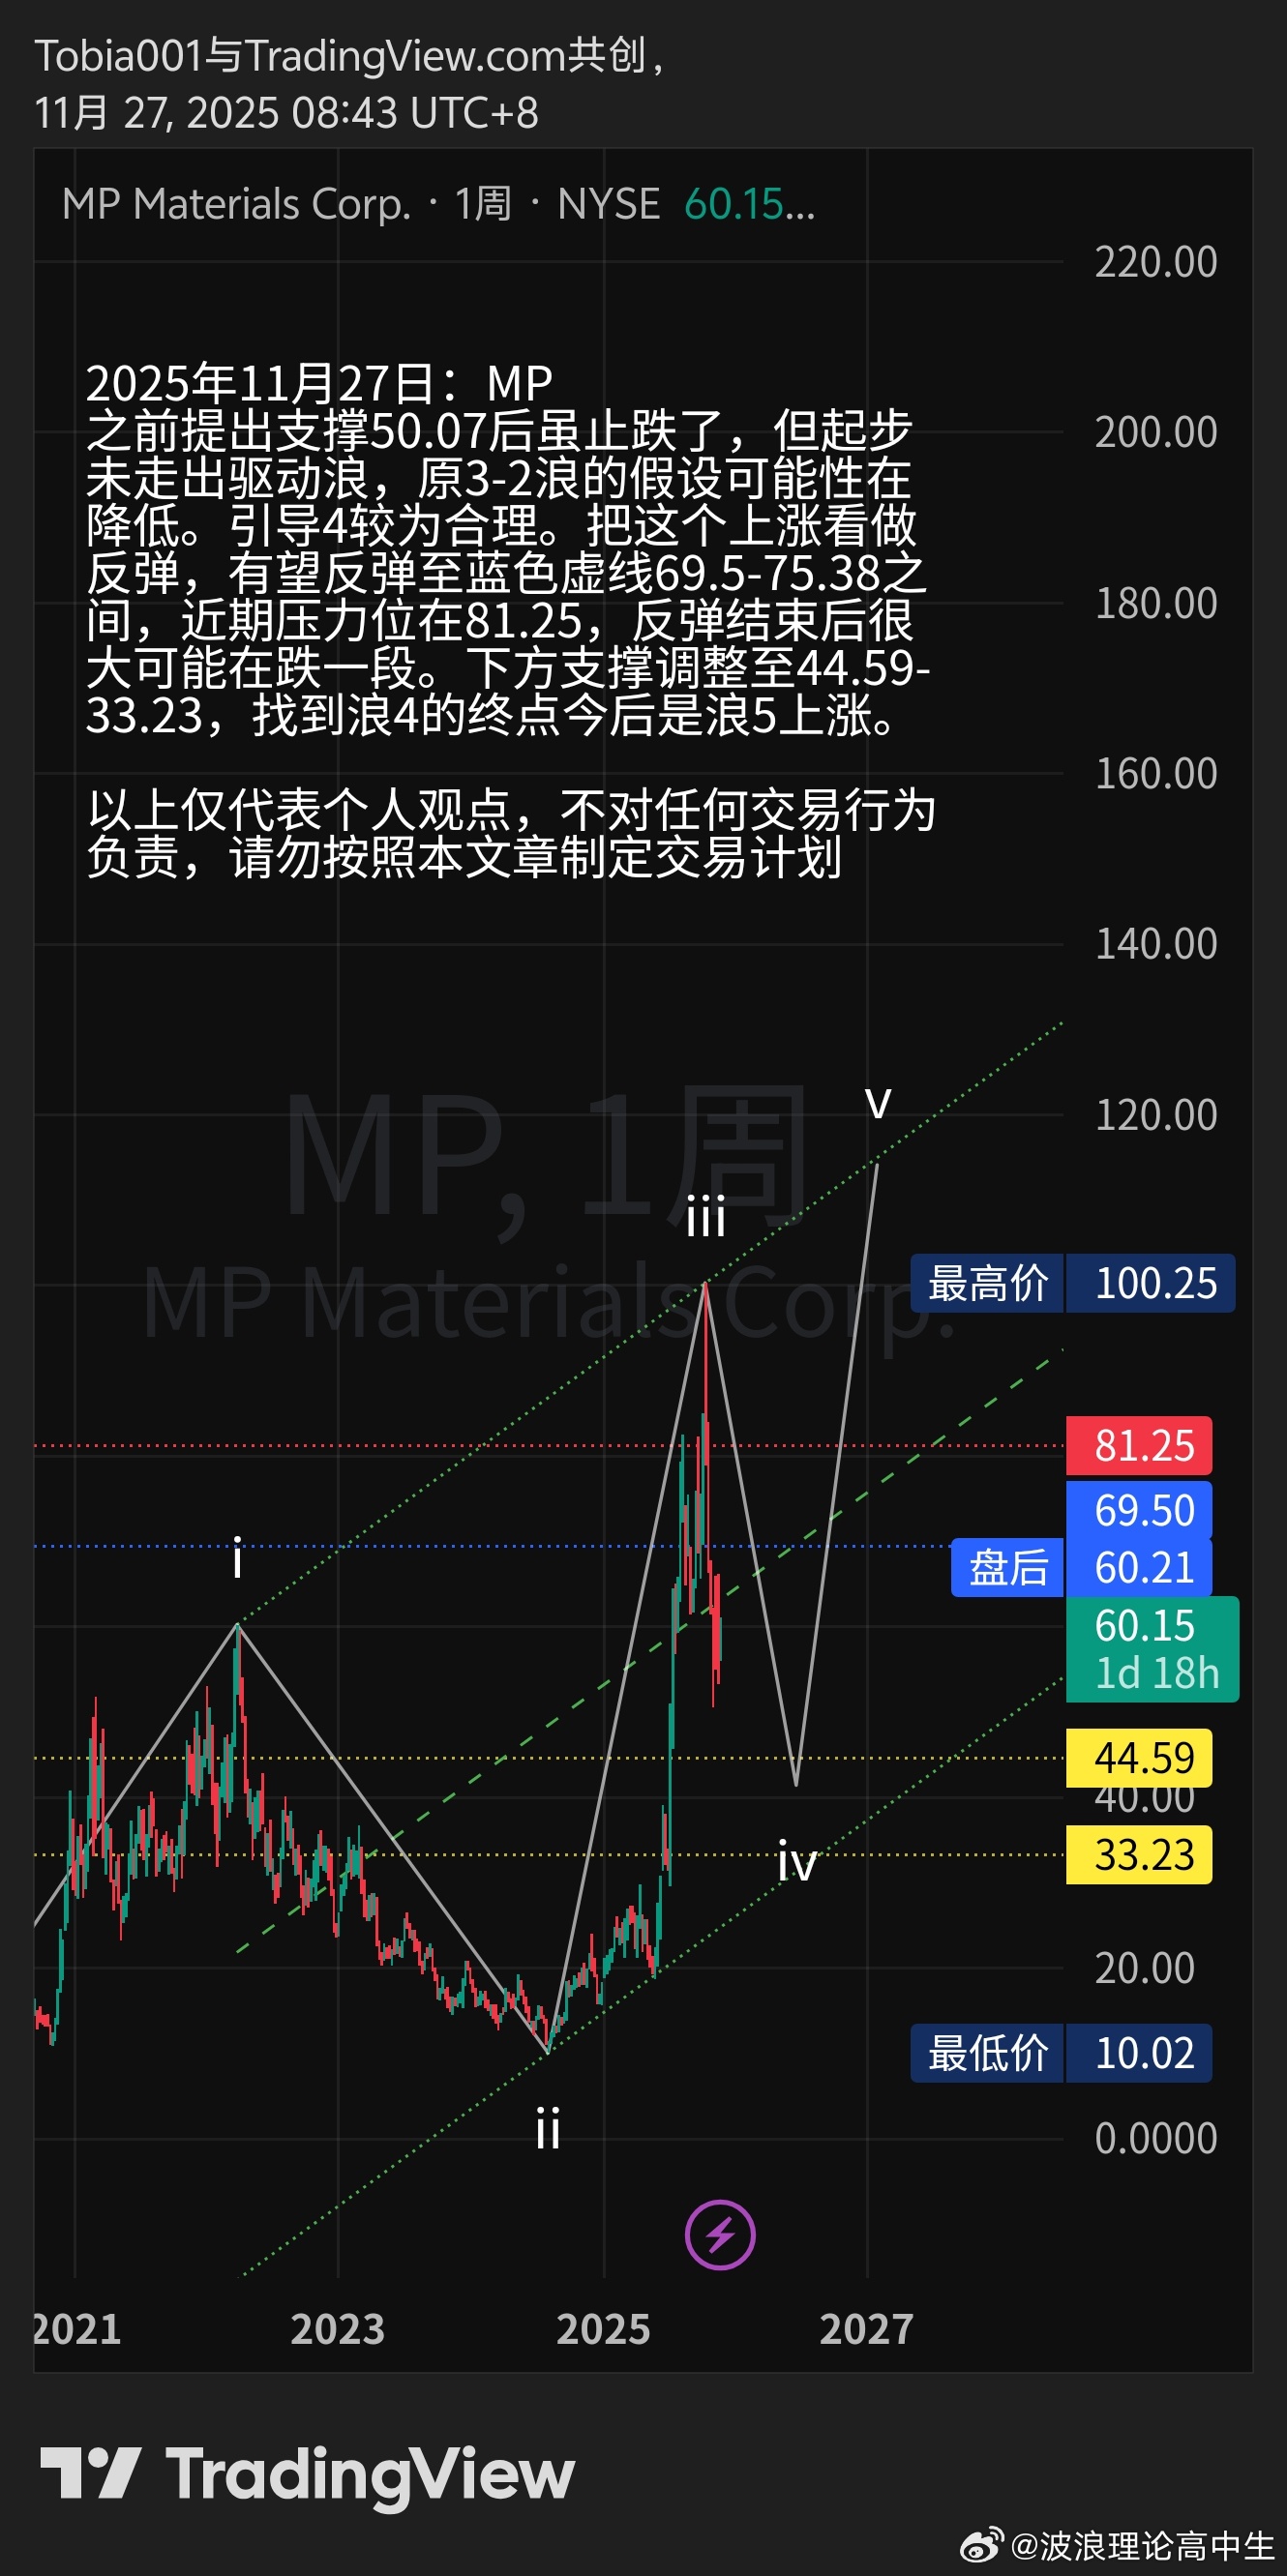 Tobia001与TradingView.com共创，
11月 27, 2025 08:43 UTC+8
MP Materials Corp. · 1周 · NYSE 60.15...
220.00
2025年11月27日：MP
之前提出支撑50.07后虽止跌了，但起步
200.00
未走出驱动浪，原3-2浪的假设可能性在
降低。引导4较为合理。把这个上涨看做
反弹，有望反弹至蓝色虚线69.5-75.38之
180.00
间，近期压力位在81.25，反弹结束后很
大可能在跌一段。下方支撑调整至44.59-
33.23，找到浪4的终点今后是浪5上涨。
160.00
以上仅代表个人观点，不对任何交易行为
负责，请勿按照本文章制定交易计划
140.00
MP, 1周
v
120.00
iii
MP Materials Corp.
最高价 100.25
81.25
69.50
i
盘后 60.21
60.15
1d 18h
44.59
40.00
iv
33.23
20.00
最低价 10.02
ii
0.0000
2021 2023 2025 2027
TradingView
@波浪理论高中生